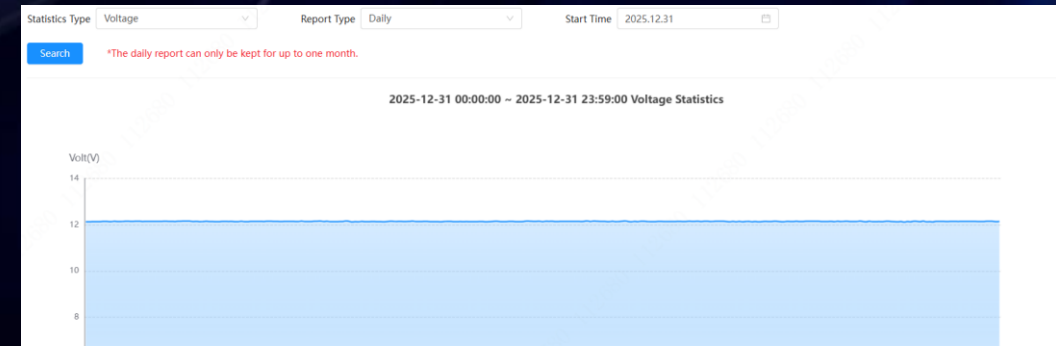 Statistics Type Voltage Report Type Daily Start Time 2025.12.31
Search *The daily report can only be kept for up to one month.
2025-12-31 00:00:00 ~ 2025-12-31 23:59:00 Voltage Statistics
Volt(V)
14
12
10
8